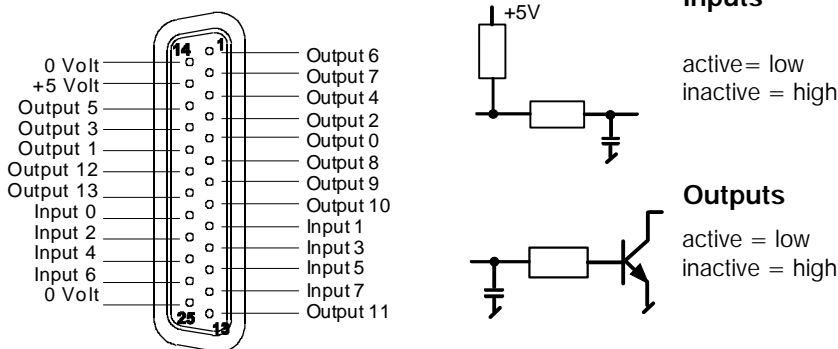 14
1
0 Volt
+5 Volt
Output 5
Output 3
Output 1
Output 12
Output 13
Input 0
Input 2
Input 4
Input 6
0 Volt
25
13
Output 6
Output 7
Output 4
Output 2
Output 0
Output 8
Output 9
Output 10
Input 1
Input 3
Input 5
Input 7
Output 11
+5V
Inputs
active= low
inactive = high
Outputs
active = low
inactive = high